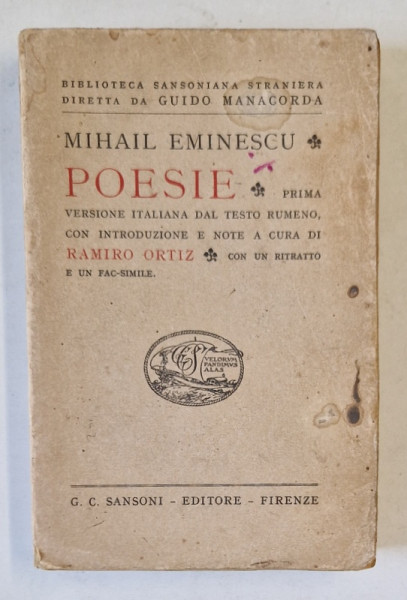 BIBLIOTECA SANSONIANA STRANIERA
DIRETTA DA GUIDO MANACORDA
MIHAIL EMINESCU
POESIE PRIMA
VERSIONE ITALIANA DAL TESTO RUMENO,
CON INTRODUZIONE E NOTE A CURA DI
RAMIRO ORTIZ CON UN RITRATTO
E UN FAC-SIMILE.
VELORVM
PANDIMVS
ALAS
G. C. SANSONI - EDITORE - FIRENZE